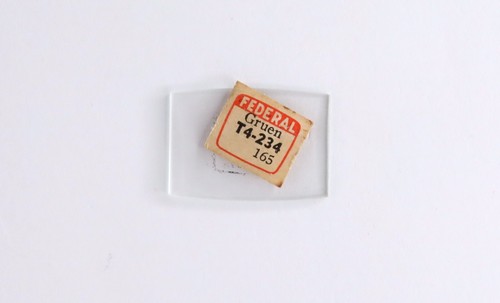 FEDERAL
Gruen
T4-234
165